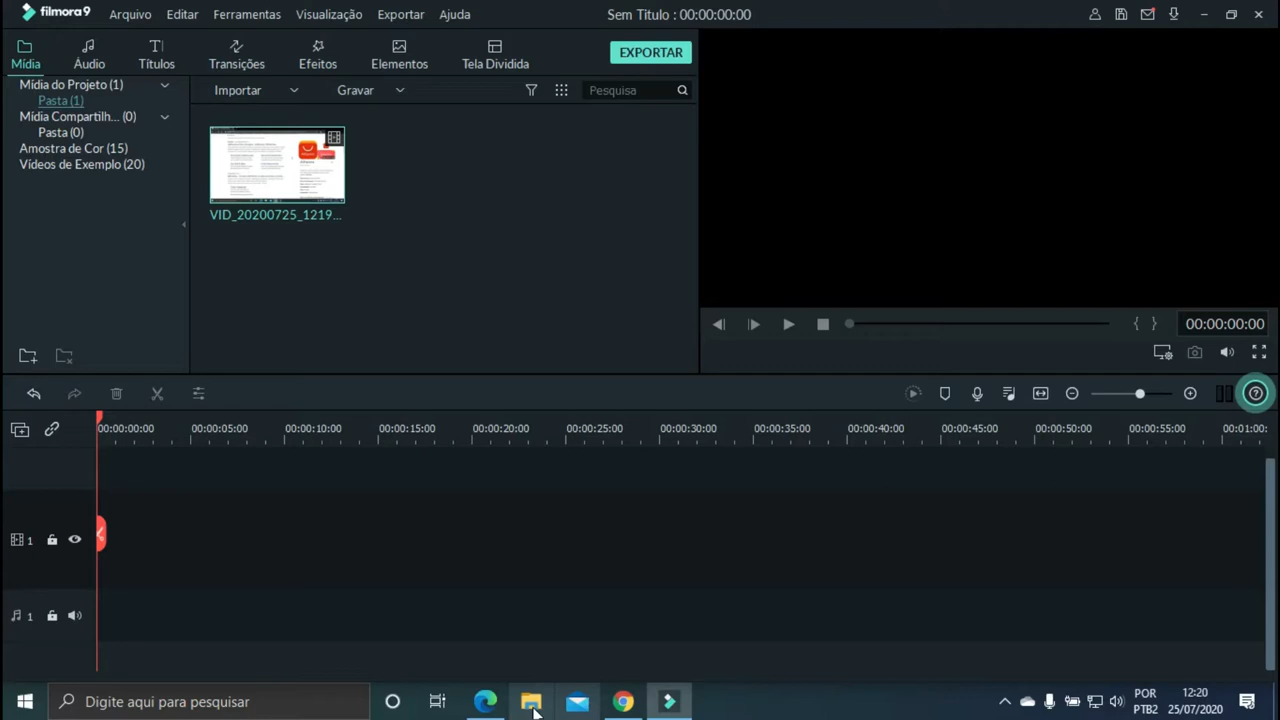 filmora9 Arquivo Editar Ferramentas Visualização Exportar Ajuda Sem Titulo : 00:00:00:00
Mídia Áudio Títulos Transições Efeitos Elementos Tela Dividida EXPORTAR
Mídia do Projeto (1)
Pasta (1)
Mídia Compartilh... (0)
Pasta (0)
Amostra de Cor (15)
Exemplo (20)
Importar Gravar Pesquisa
VID_20200725_1219...
00:00:00:00
00:00:00:00 00:00:05:00 00:00:10:00 00:00:15:00 00:00:20:00 00:00:25:00 00:00:30:00 00:00:35:00 00:00:40:00 00:00:45:00 00:00:50:00 00:00:55:00 00:01:00:
1
1
Digite aqui para pesquisar
POR
PTB2
12:20
25/07/2020